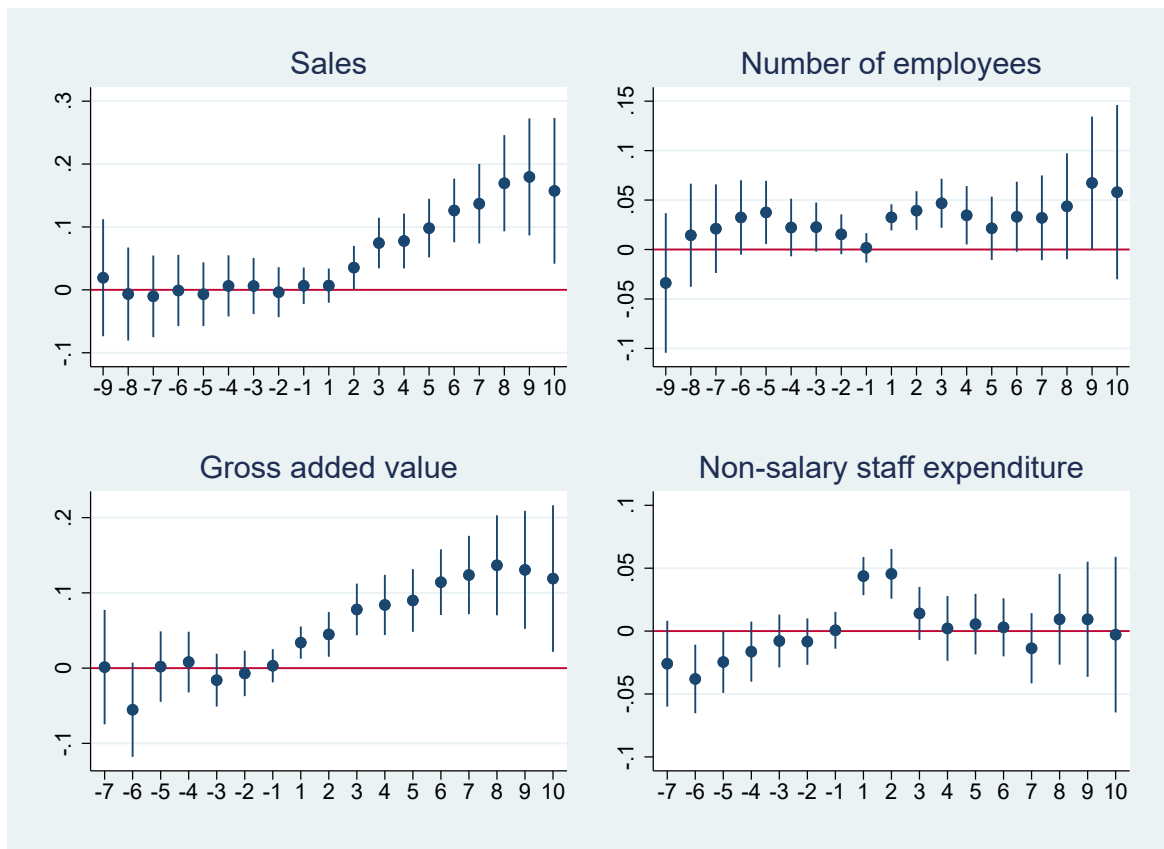 Sales
.3
.2
.1
0
-.1
-9 -8 -7 -6 -5 -4 -3 -2 -1 1 2 3 4 5 6 7 8 9 10
Number of employees
.15
.1
.05
0
-.05
-.1
-9 -8 -7 -6 -5 -4 -3 -2 -1 1 2 3 4 5 6 7 8 9 10
Gross added value
.2
.1
0
-.1
-7 -6 -5 -4 -3 -2 -1 1 2 3 4 5 6 7 8 9 10
Non-salary staff expenditure
.1
.05
0
-.05
-.1
-7 -6 -5 -4 -3 -2 -1 1 2 3 4 5 6 7 8 9 10